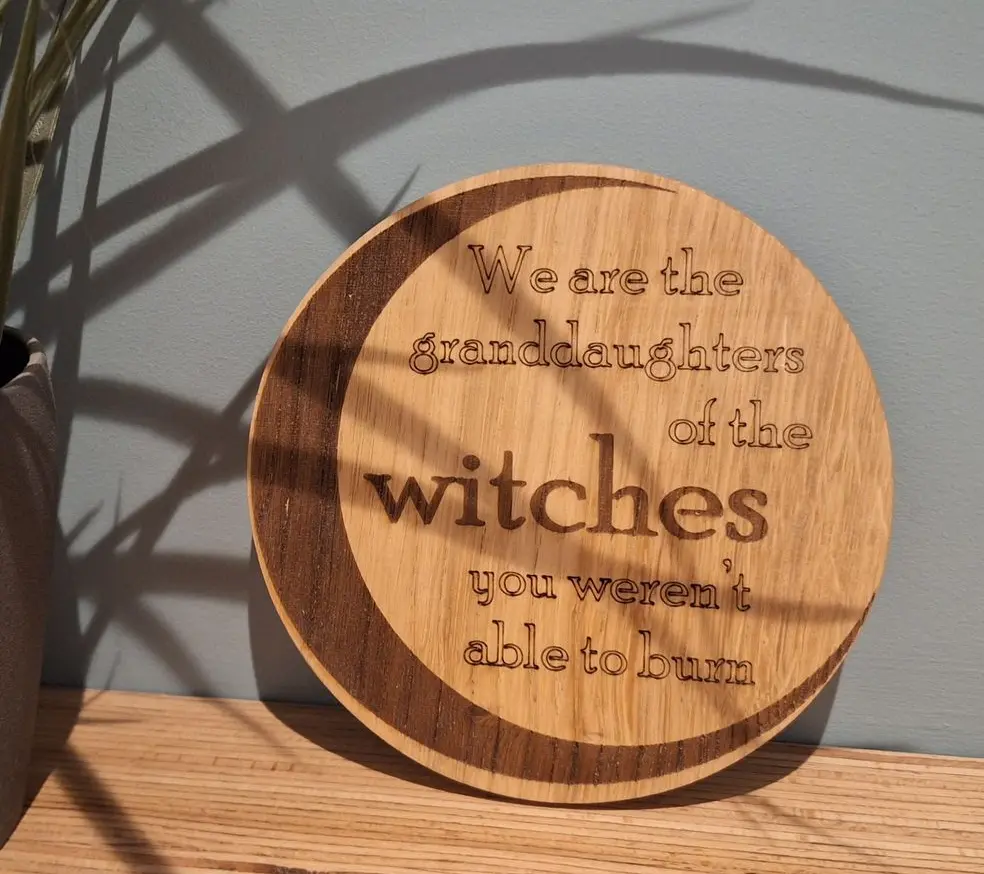 We are the
granddaughters
of the
witches
you weren't
able to burn